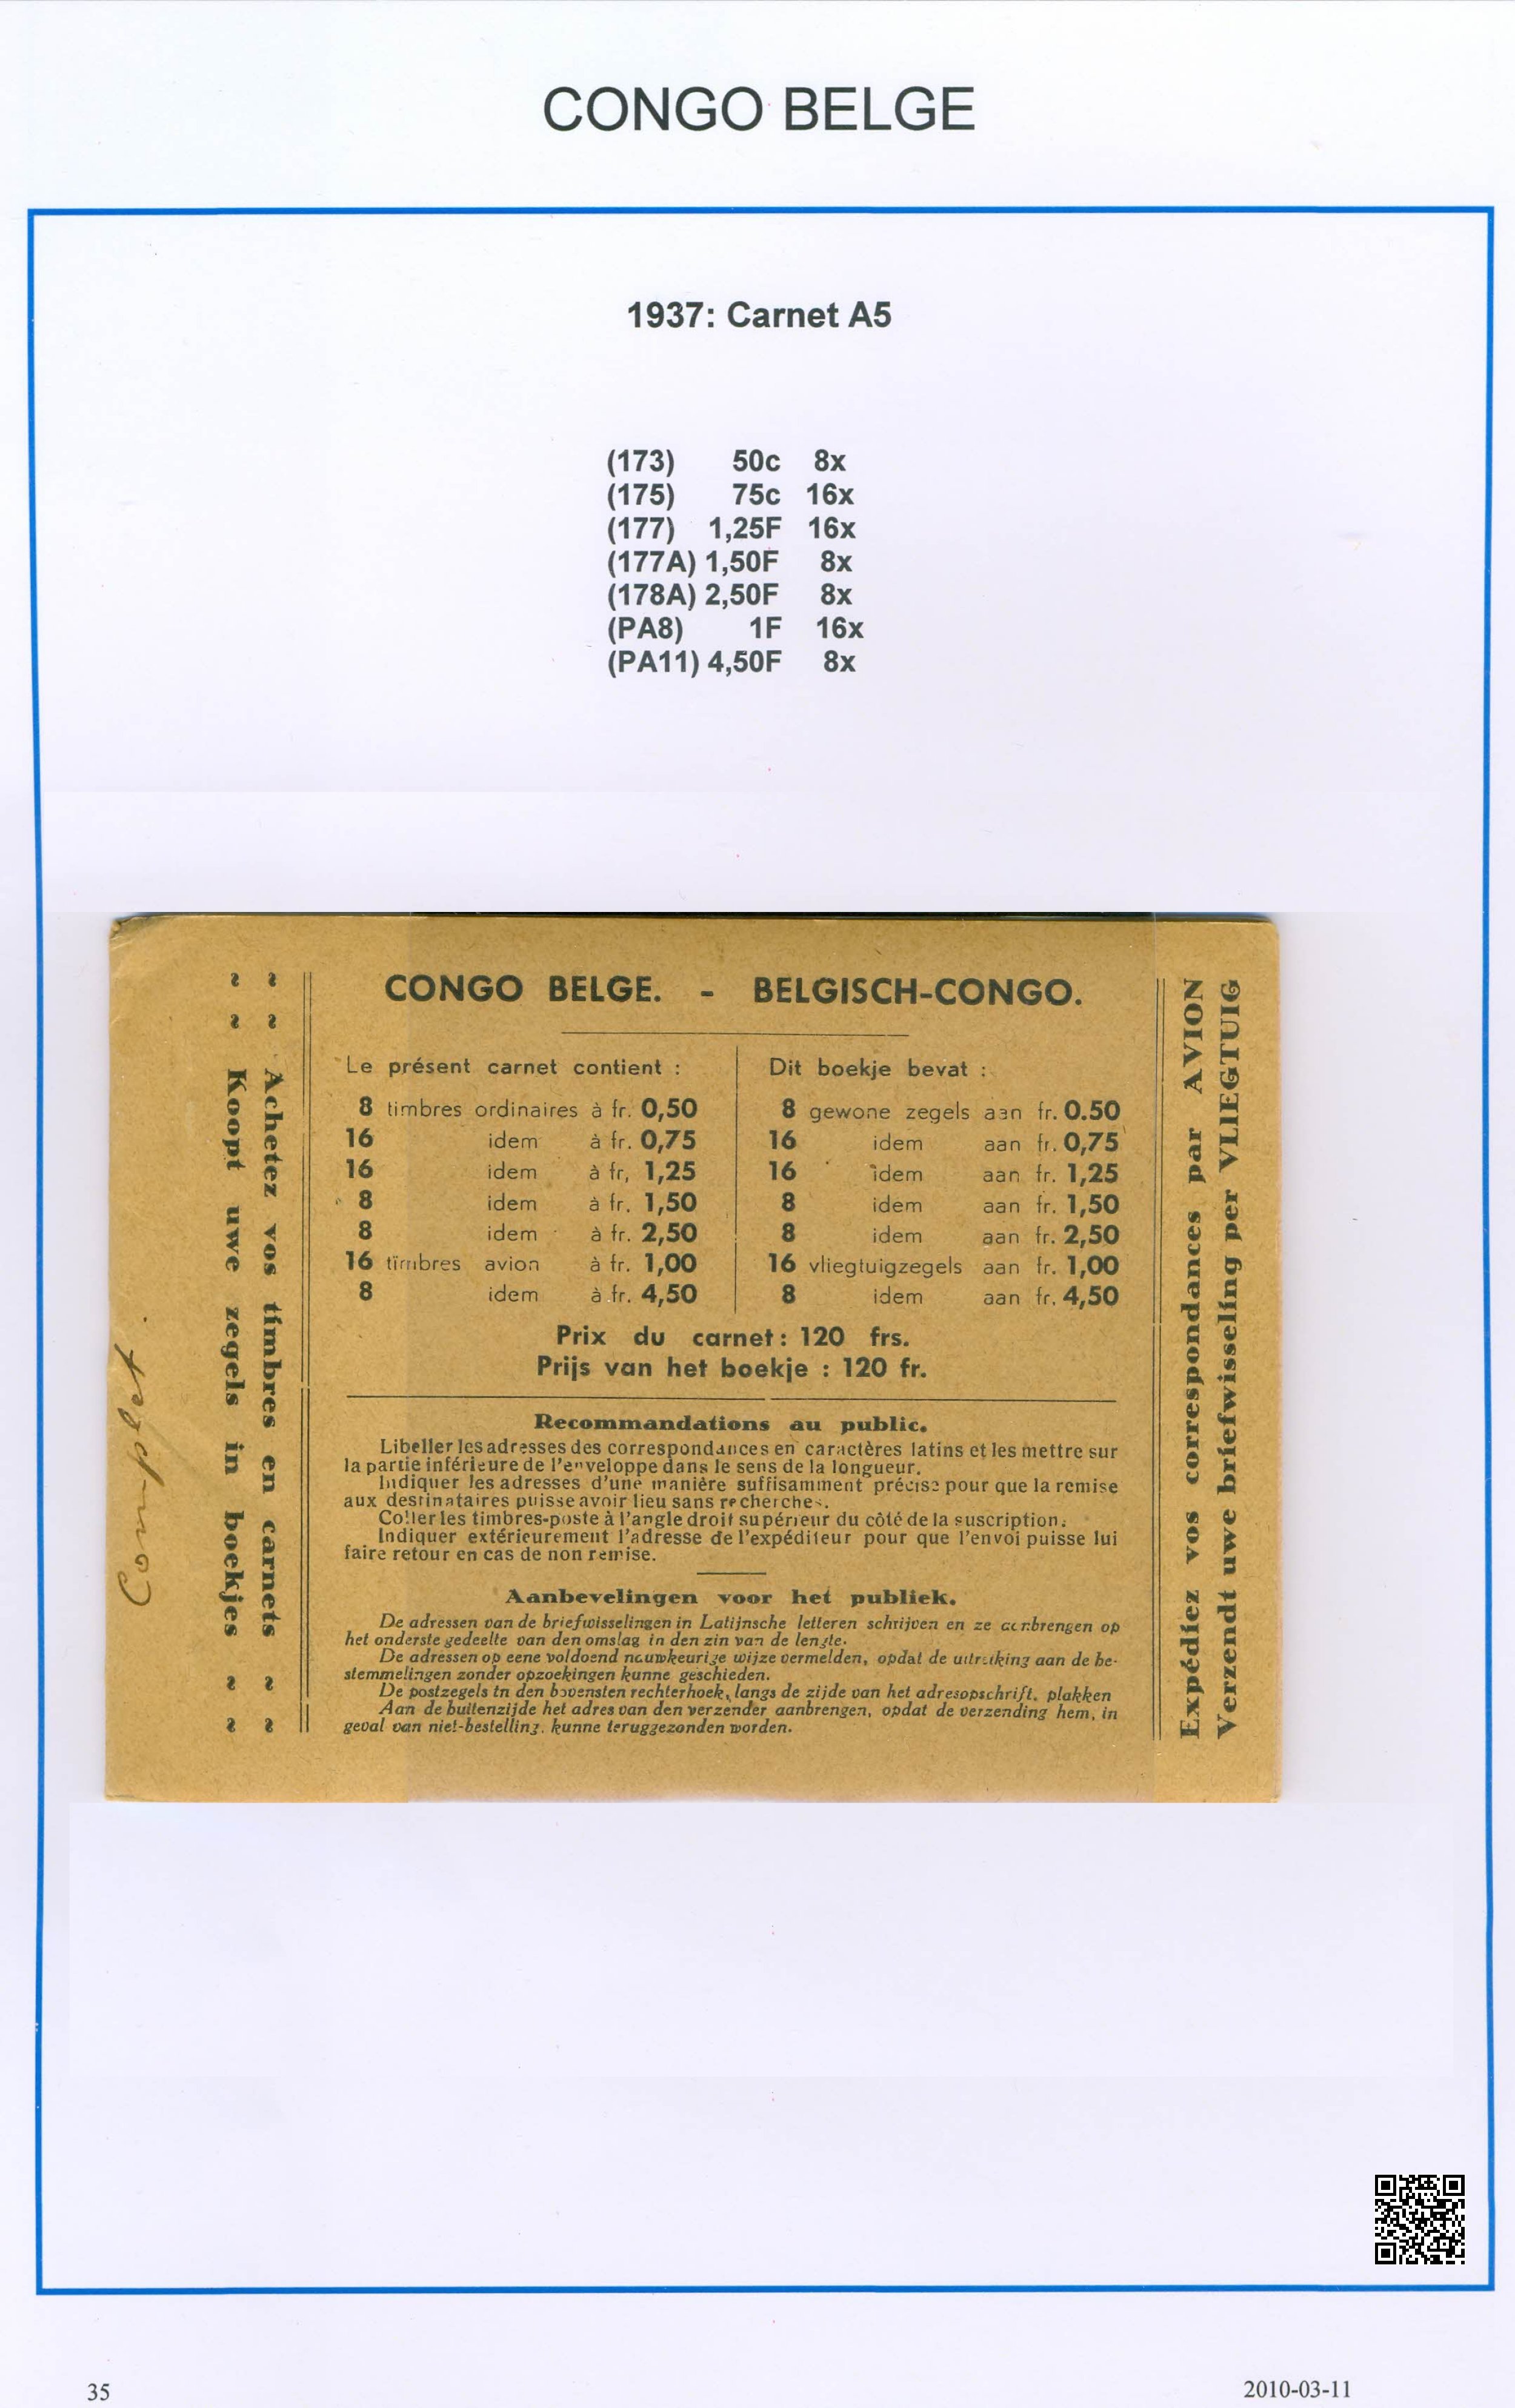 CONGO BELGE
1937: Carnet A5
(173) 50c 8x
(175) 75c 16x
(177) 1,25F 16x
(177A) 1,50F 8x
(178A) 2,50F 8x
(PA8) 1F 16x
(PA11) 4,50F 8x
Complet.
Achetez vos timbres en carnets
Koopt uwe zegels in boekjes
CONGO BELGE. - BELGISCH-CONGO.
Le présent carnet contient :
8 timbres ordinaires à fr. 0,50
16 idem à fr. 0,75
16 idem à fr, 1,25
8 idem à fr. 1,50
8 idem à fr. 2,50
16 timbres avion à fr. 1,00
8 idem à fr. 4,50
Dit boekje bevat :
8 gewone zegels aan fr. 0.50
16 idem aan fr. 0,75
16 idem aan fr. 1,25
8 idem aan fr. 1,50
8 idem aan fr. 2,50
16 vliegtuigzegels aan fr. 1,00
8 idem aan fr. 4,50
Prix du carnet : 120 frs.
Prijs van het boekje : 120 fr.
Recommandations au public.
Libeller les adresses des correspondances en caractères latins et les mettre sur
la partie inférieure de l'enveloppe dans le sens de la longueur.
Indiquer les adresses d'une manière suffisamment précise pour que la remise
aux destinataires puisse avoir lieu sans recherches.
Coller les timbres-poste à l'angle droit supérieur du côté de la suscription.
Indiquer extérieurement l'adresse de l'expéditeur pour que l'envoi puisse lui
faire retour en cas de non remise.
Aanbevelingen voor het publiek.
De adressen van de briefwisselingen in Latijnsche letteren schrijven en ze aanbrengen op
het onderste gedeelte van den omslag in den zin van de lengte.
De adressen op eene voldoend nauwkeurige wijze vermelden, opdat de uitreiking aan de be-
stemmelingen zonder opzoekingen kunne geschieden.
De postzegels in den bovensten rechterhoek, langs de zijde van het adresopschrift, plakken
Aan de buitenzijde het adres van den verzender aanbrengen, opdat de verzending hem, in
geval van niet-bestelling, kunne teruggezonden worden.
Expédiez vos correspondances par AVION
Verzendt uwe briefwisseling per VLIEGTUIG
35
2010-03-11